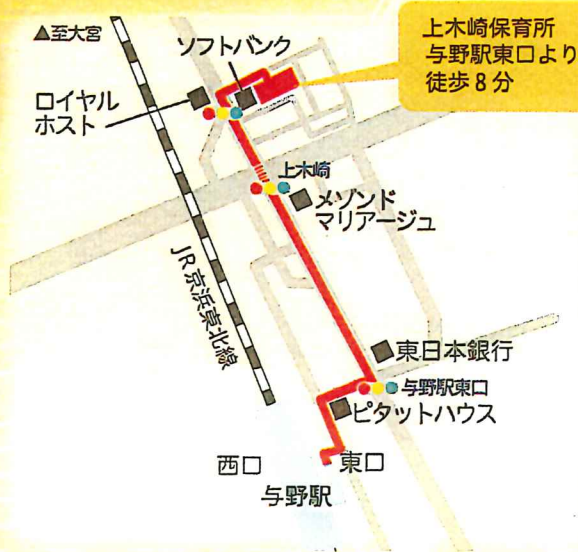 ▲至大宮
ソフトバンク
上木崎保育所
与野駅東口より
徒歩8分
ロイヤル
ホスト
上木崎
メゾンド
マリアージュ
JR京浜東北線
東日本銀行
与野駅東口
ピタットハウス
西口
東口
与野駅